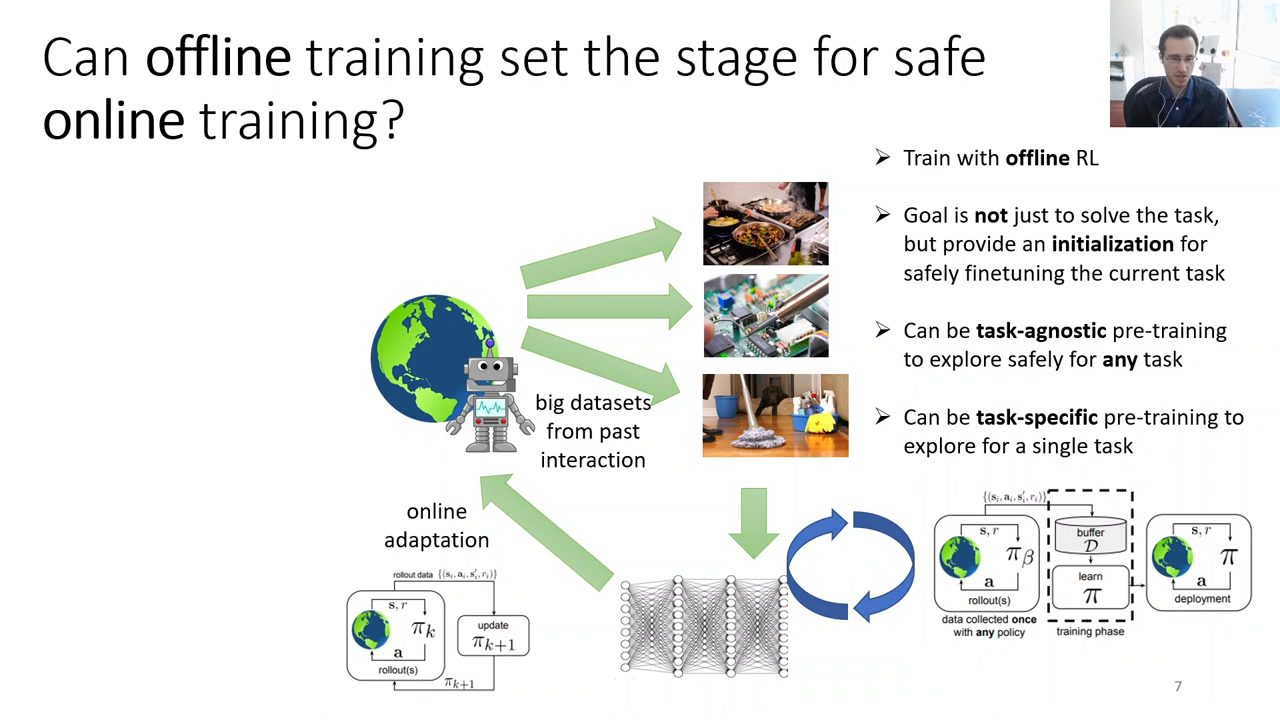 Can offline training set the stage for safe
online training?
➢ Train with offline RL
➢ Goal is not just to solve the task,
but provide an initialization for
safely finetuning the current task
➢ Can be task-agnostic pre-training
to explore safely for any task
➢ Can be task-specific pre-training to
explore for a single task
big datasets
from past
interaction
online
adaptation
rollout data {(s_i, a_i, s'_i, r_i)}
s, r
π_k
a
rollout(s)
update
π_{k+1}
π_{k+1}
{(s_i, a_i, s'_i, r_i)}
s, r
π_β
a
rollout(s)
data collected once
with any policy
buffer
D
learn
π
training phase
s, r
π
a
deployment
7